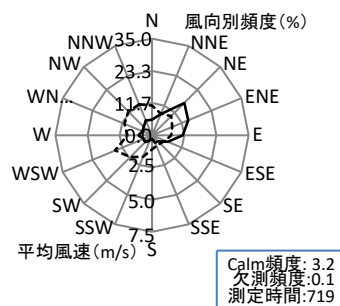 N
風向別頻度(%)
35.0
NNW
NNE
NW
23.3
NE
WN...
11.7
ENE
W
0.0
E
WSW
2.5
ESE
SW
5.0
SE
SSW
SSE
平均風速(m/s)
7.5
S
Calm頻度: 3.2
欠測頻度:0.1
測定時間:719